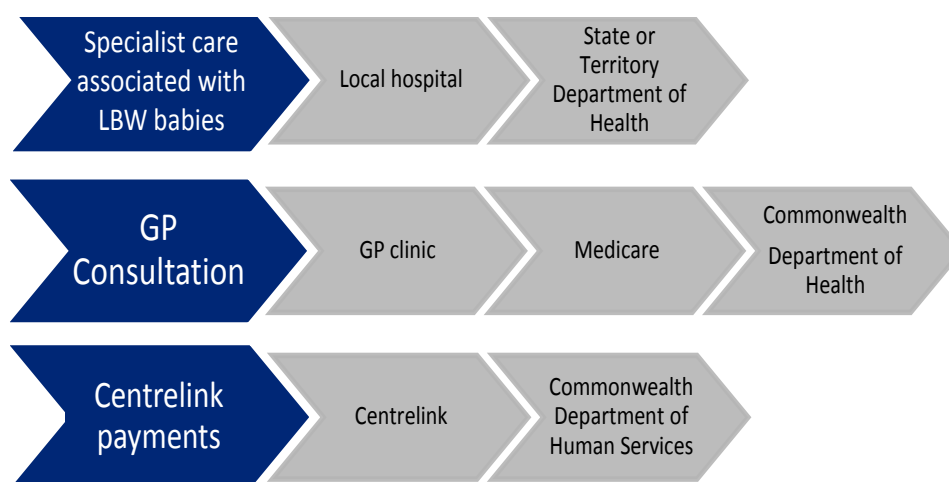 Specialist care
associated with
LBW babies
Local hospital
State or
Territory
Department of
Health
GP
Consultation
GP clinic
Medicare
Commonwealth
Department of
Health
Centrelink
payments
Centrelink
Commonwealth
Department of
Human Services